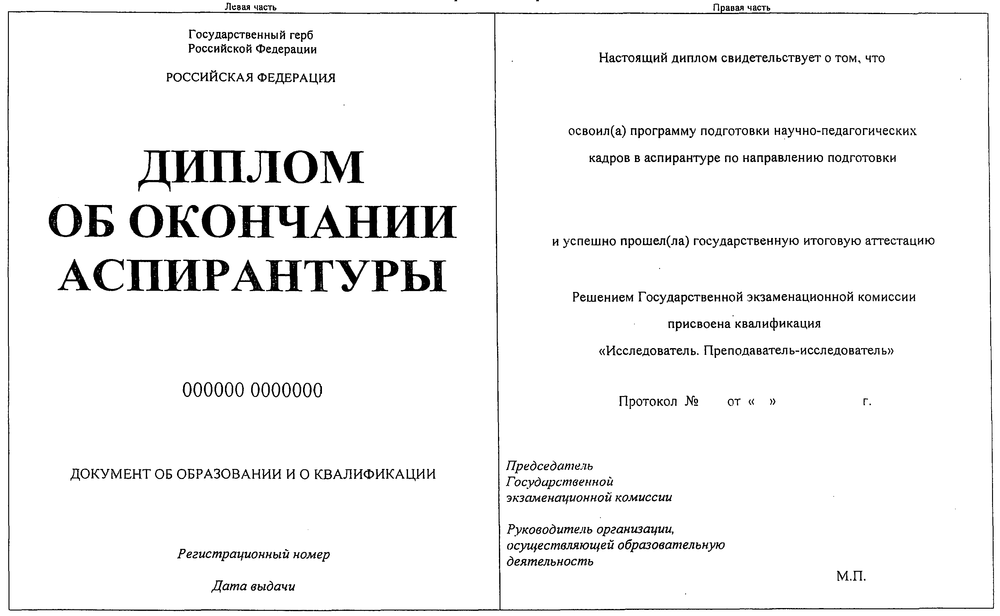 Левая часть
Государственный герб
Российской Федерации
РОССИЙСКАЯ ФЕДЕРАЦИЯ
ДИПЛОМ
ОБ ОКОНЧАНИИ
АСПИРАНТУРЫ
000000 0000000
ДОКУМЕНТ ОБ ОБРАЗОВАНИИ И О КВАЛИФИКАЦИИ
Регистрационный номер
Дата выдачи
Правая часть
Настоящий диплом свидетельствует о том, что
освоил(а) программу подготовки научно-педагогических
кадров в аспирантуре по направлению подготовки
и успешно прошел(ла) государственную итоговую аттестацию
Решением Государственной экзаменационной комиссии
присвоена квалификация
«Исследователь. Преподаватель-исследователь»
Протокол № от « » г.
Председатель
Государственной
экзаменационной комиссии
Руководитель организации,
осуществляющей образовательную
деятельность
М.П.